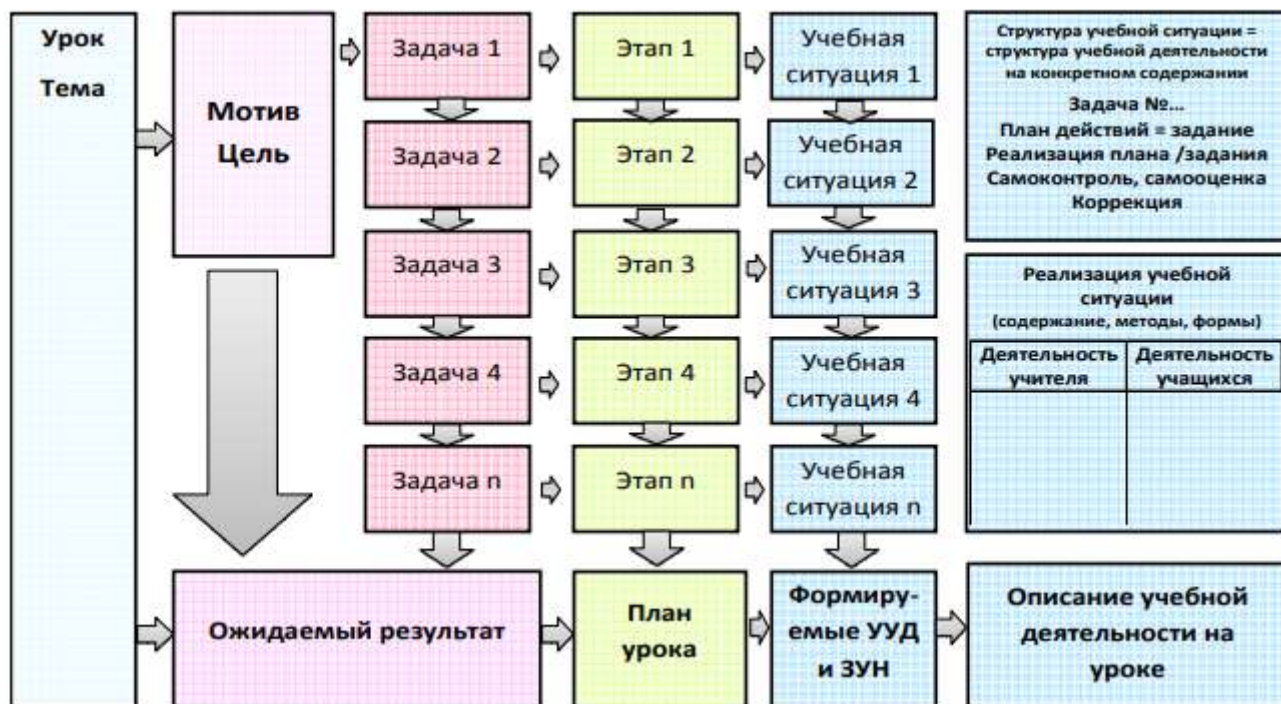 Урок
Тема
Мотив
Цель
Задача 1
Этап 1
Учебная
ситуация 1
Задача 2
Этап 2
Учебная
ситуация 2
Задача 3
Этап 3
Учебная
ситуация 3
Задача 4
Этап 4
Учебная
ситуация 4
Задача n
Этап n
Учебная
ситуация n
Структура учебной ситуации =
структура учебной деятельности
на конкретном содержании
Задача №...
План действий = задание
Реализация плана /задания
Самоконтроль, самооценка
Коррекция
Реализация учебной
ситуации
(содержание, методы, формы)
Деятельность
учителя
Деятельность
учащихся
Ожидаемый результат
План
урока
Формиру-
емые УУД
и ЗУН
Описание учебной
деятельности на
уроке